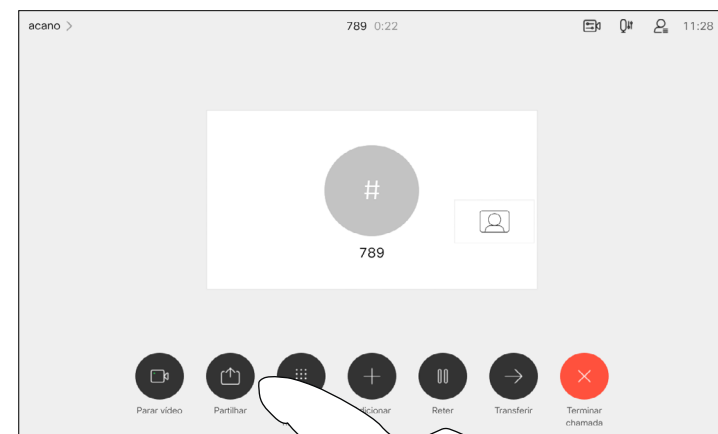 acano >
789 0:22
11:28
#
789
Parar vídeo
Partilhar
Reter
Transferir
Terminar
chamada